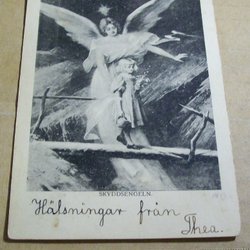 SKYDDSENGELN.
Hälsningar från
Thea.